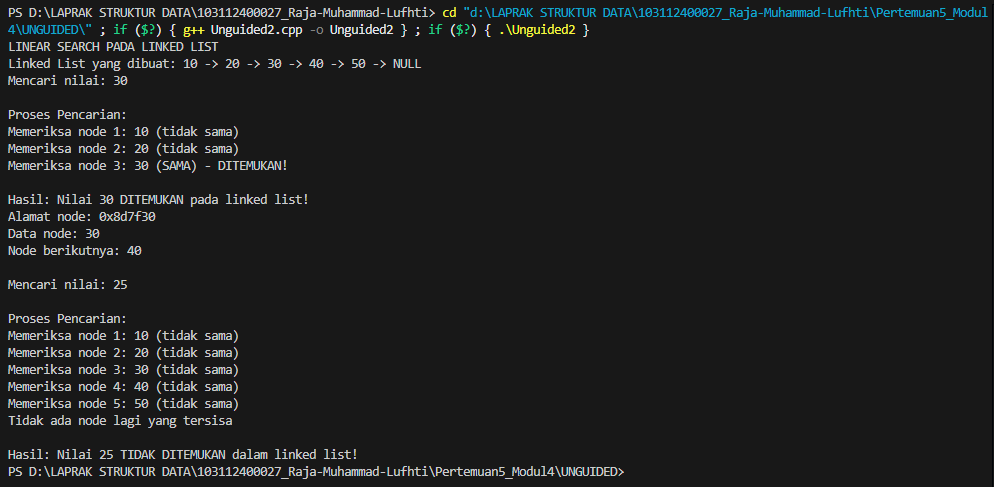 PS D:\LAPRAK STRUKTUR DATA\103112400027_Raja-Muhammad-Lufhti> cd "d:\LAPRAK STRUKTUR DATA\103112400027_Raja-Muhammad-Lufhti\Pertemuan5_Modul
4\UNGUIDED\" ; if ($?) { g++ Unguided2.cpp -o Unguided2 } ; if ($?) { .\Unguided2 }
LINEAR SEARCH PADA LINKED LIST
Linked List yang dibuat: 10 -> 20 -> 30 -> 40 -> 50 -> NULL
Mencari nilai: 30

Proses Pencarian:
Memeriksa node 1: 10 (tidak sama)
Memeriksa node 2: 20 (tidak sama)
Memeriksa node 3: 30 (SAMA) - DITEMUKAN!

Hasil: Nilai 30 DITEMUKAN pada linked list!
Alamat node: 0x8d7f30
Data node: 30
Node berikutnya: 40

Mencari nilai: 25

Proses Pencarian:
Memeriksa node 1: 10 (tidak sama)
Memeriksa node 2: 20 (tidak sama)
Memeriksa node 3: 30 (tidak sama)
Memeriksa node 4: 40 (tidak sama)
Memeriksa node 5: 50 (tidak sama)
Tidak ada node lagi yang tersisa

Hasil: Nilai 25 TIDAK DITEMUKAN dalam linked list!
PS D:\LAPRAK STRUKTUR DATA\103112400027_Raja-Muhammad-Lufhti\Pertemuan5_Modul4\UNGUIDED>